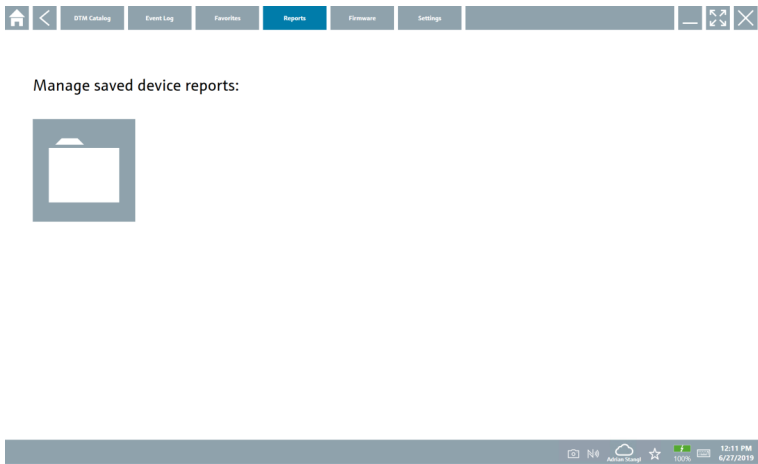 DTM Catalog
Event Log
Favorites
Reports
Firmware
Settings
Manage saved device reports:
Adrian Stangl
100%
12:11 PM
6/27/2019